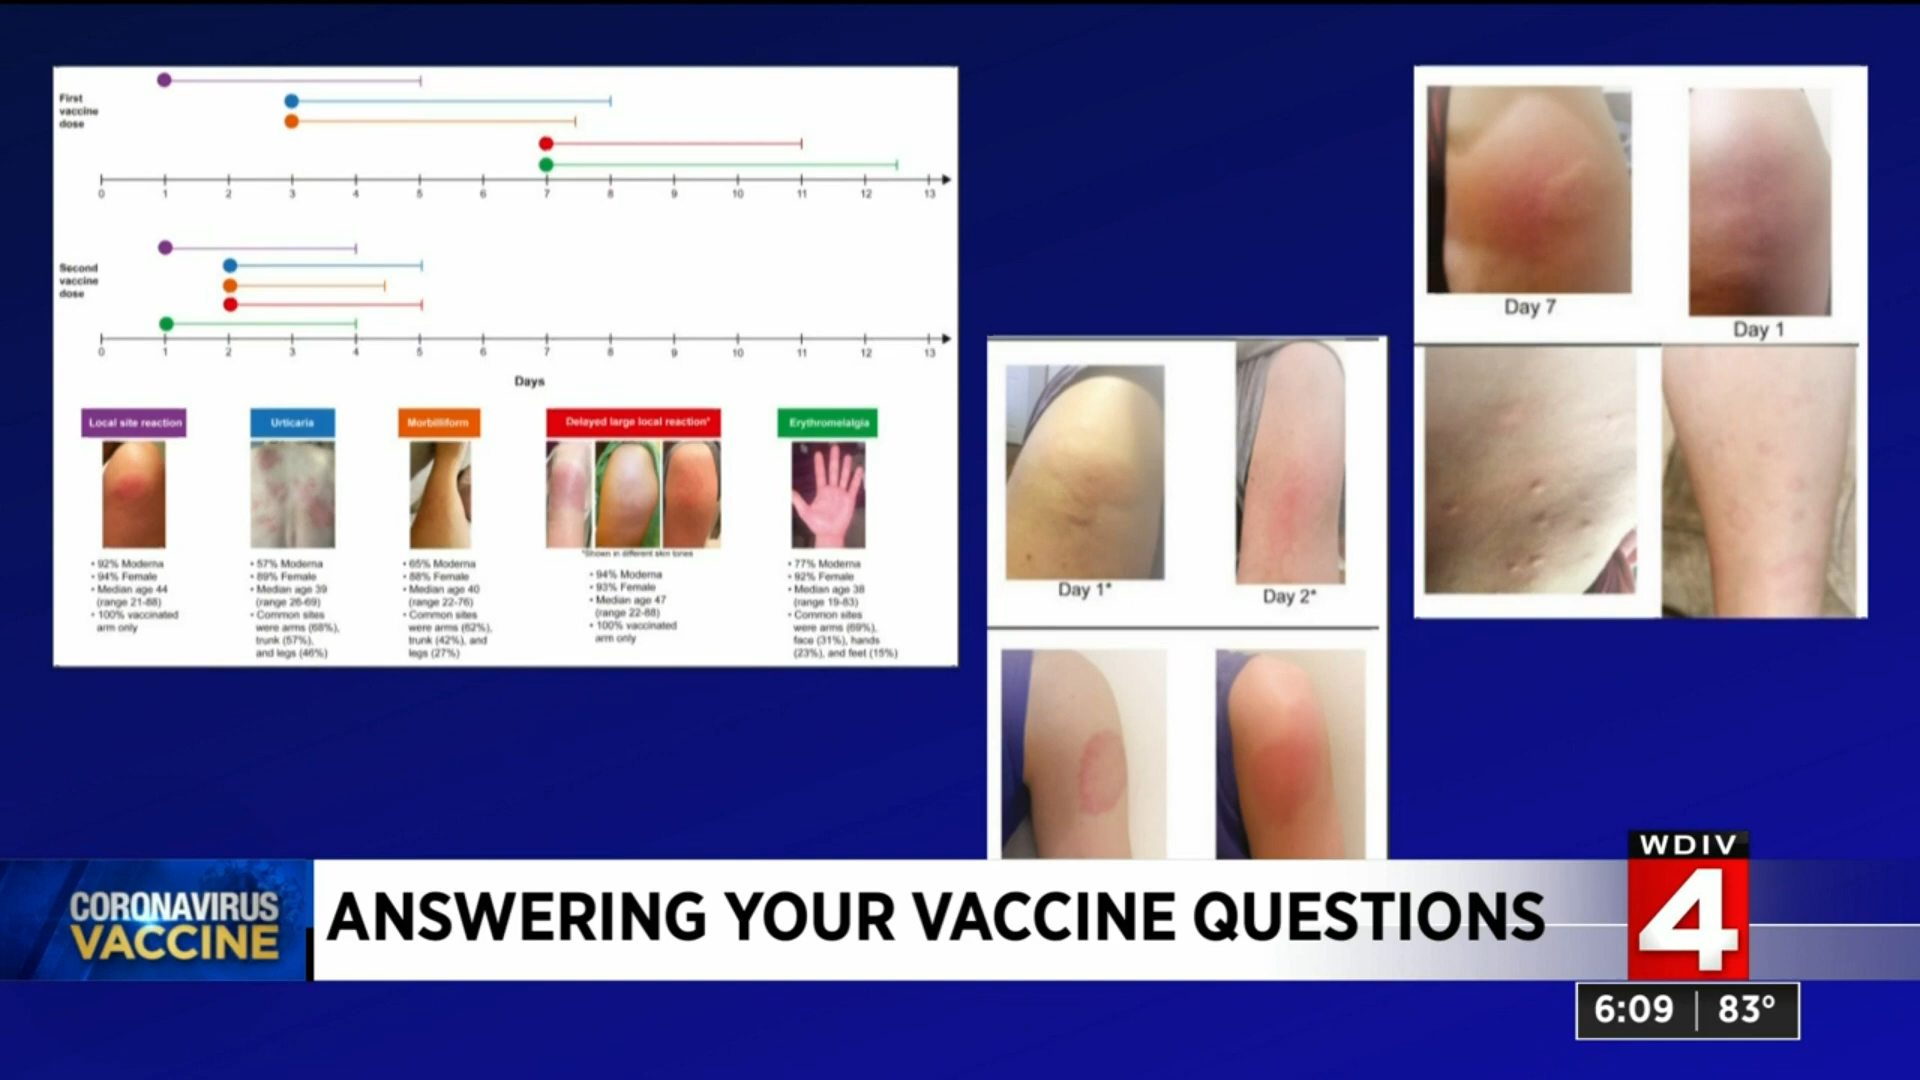 First
vaccine
dose
0 1 2 3 4 5 6 7 8 9 10 11 12 13
Second
vaccine
dose
0 1 2 3 4 5 6 7 8 9 10 11 12 13
Days
Local site reaction
• 92% Moderna
• 94% Female
• Median age 44
(range 21-88)
• 100% vaccinated
arm only
Urticaria
• 57% Moderna
• 89% Female
• Median age 39
(range 26-69)
• Common sites
were arms (68%),
trunk (57%),
and legs (46%)
Morbilliform
• 65% Moderna
• 88% Female
• Median age 40
(range 22-76)
• Common sites
were arms (62%),
trunk (42%), and
legs (27%)
Delayed large local reaction*
*Shown in different skin tones
• 94% Moderna
• 93% Female
• Median age 47
(range 22-88)
• 100% vaccinated
arm only
Erythromelalgia
• 77% Moderna
• 92% Female
• Median age 38
(range 19-83)
• Common sites
were arms (69%),
face (31%), hands
(23%), and feet (15%)
Day 1*
Day 2*
Day 7
Day 1
CORONAVIRUS
VACCINE
ANSWERING YOUR VACCINE QUESTIONS
WDIV
4
6:09 83°